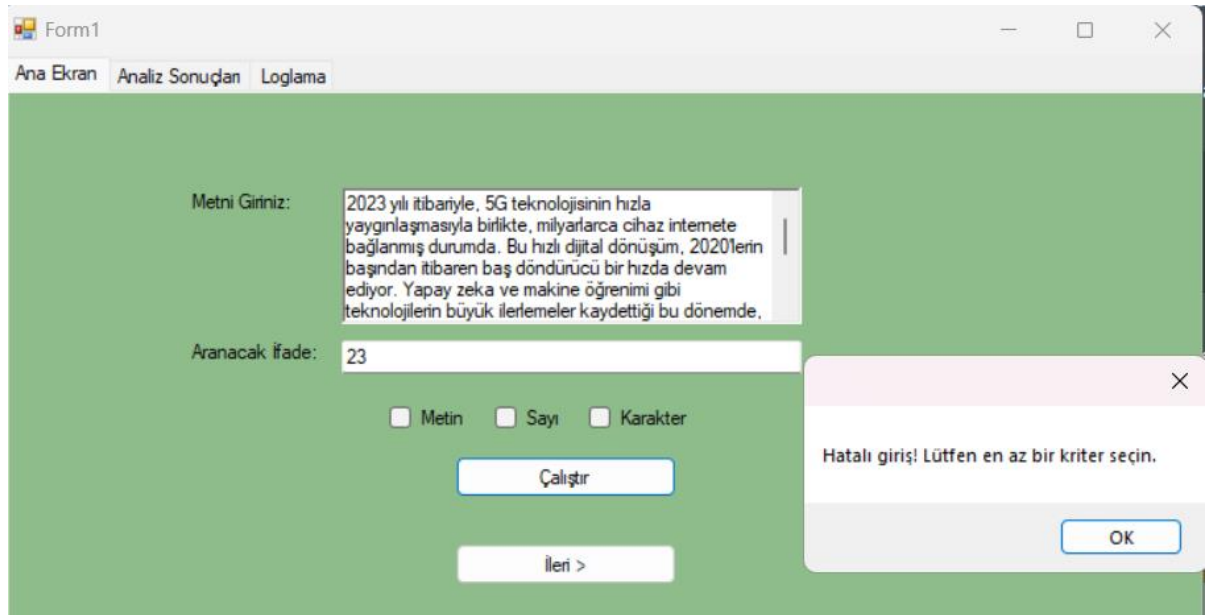 Form1
Ana Ekran Analiz Sonuçları Loglama
Metni Giriniz:
2023 yılı itibariyle, 5G teknolojisinin hızla
yaygınlaşmasıyla birlikte, milyarlarca cihaz internete
bağlanmış durumda. Bu hızlı dijital dönüşüm, 2020'lerin
başından itibaren baş döndürücü bir hızda devam
ediyor. Yapay zeka ve makine öğrenimi gibi
teknolojilerin büyük ilerlemeler kaydettiği bu dönemde,
Aranacak İfade:
23
Metin Sayı Karakter
Çalıştır
İleri >
Hatalı giriş! Lütfen en az bir kriter seçin.
OK